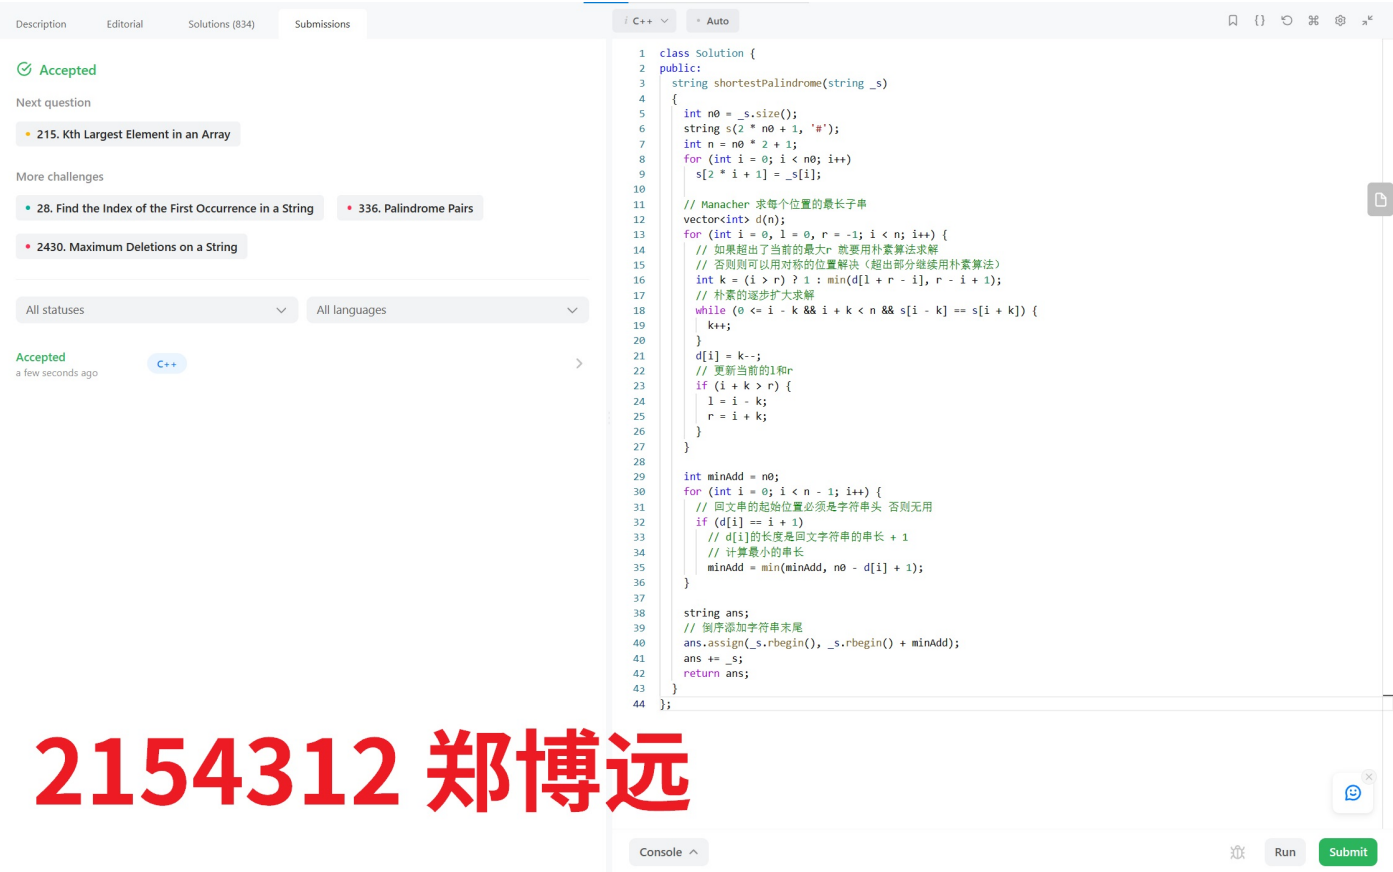 Description Editorial Solutions (834) Submissions
Accepted
Next question
215. Kth Largest Element in an Array
More challenges
28. Find the Index of the First Occurrence in a String 336. Palindrome Pairs
2430. Maximum Deletions on a String
All statuses All languages
Accepted C++
a few seconds ago
i C++ Auto
1 class Solution {
2 public:
3 string shortestPalindrome(string _s)
4 {
5 int n0 = _s.size();
6 string s(2 * n0 + 1, '#');
7 int n = n0 * 2 + 1;
8 for (int i = 0; i < n0; i++)
9 s[2 * i + 1] = _s[i];
10
11 // Manacher 求每个位置的最长子串
12 vector<int> d(n);
13 for (int i = 0, l = 0, r = -1; i < n; i++) {
14 // 如果超出了当前的最大r 就要用朴素算法求解
15 // 否则则可以用对称的位置解决（超出部分继续用朴素算法）
16 int k = (i > r) ? 1 : min(d[l + r - i], r - i + 1);
17 // 朴素的逐步扩大求解
18 while (0 <= i - k && i + k < n && s[i - k] == s[i + k]) {
19 k++;
20 }
21 d[i] = k--;
22 // 更新当前的l和r
23 if (i + k > r) {
24 l = i - k;
25 r = i + k;
26 }
27 }
28
29 int minAdd = n0;
30 for (int i = 0; i < n - 1; i++) {
31 // 回文串的起始位置必须是字符串头 否则无用
32 if (d[i] == i + 1)
33 // d[i]的长度是回文字符串的串长 + 1
34 // 计算最小的串长
35 minAdd = min(minAdd, n0 - d[i] + 1);
36 }
37
38 string ans;
39 // 倒序添加字符串末尾
40 ans.assign(_s.rbegin(), _s.rbegin() + minAdd);
41 ans += _s;
42 return ans;
43 }
44 };
2154312 郑博远
Console Run Submit